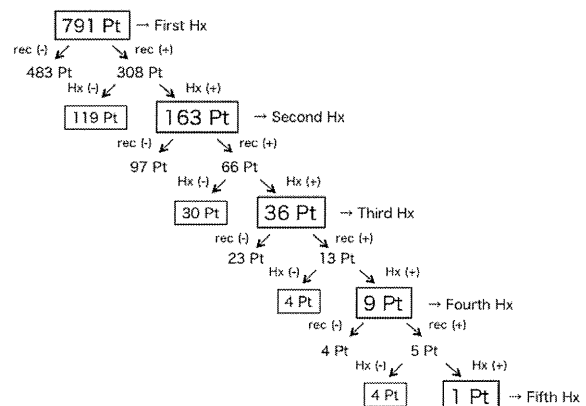 791 Pt → First Hx
rec (-) rec (+)
483 Pt 308 Pt
Hx (-) Hx (+)
119 Pt 163 Pt → Second Hx
rec (-) rec (+)
97 Pt 66 Pt
Hx (-) Hx (+)
30 Pt 36 Pt → Third Hx
rec (-) rec (+)
23 Pt 13 Pt
Hx (-) Hx (+)
4 Pt 9 Pt → Fourth Hx
rec (-) rec (+)
4 Pt 5 Pt
Hx (-) Hx (+)
4 Pt 1 Pt → Fifth Hx